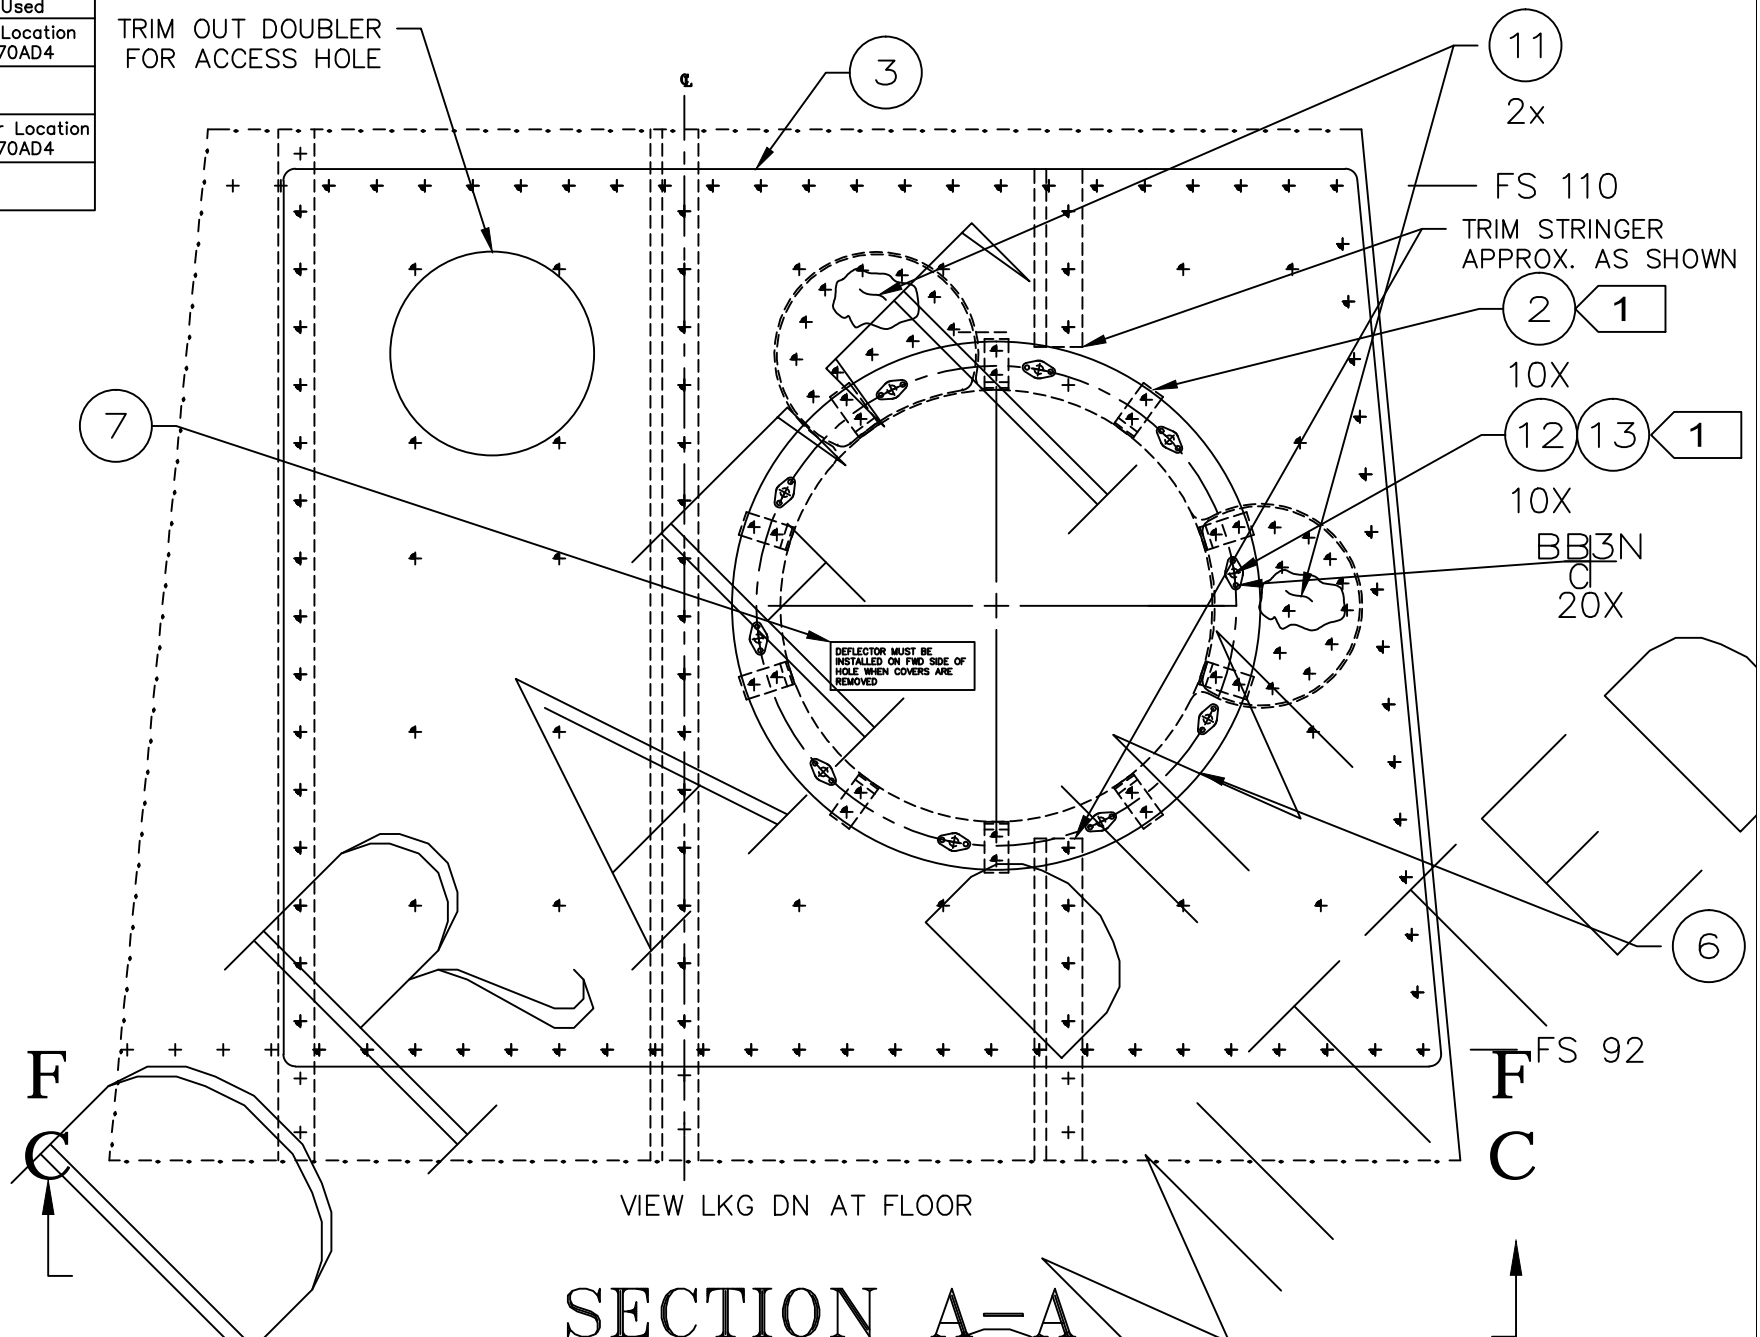 Used
Location
70AD4
r Location
70AD4
TRIM OUT DOUBLER
FOR ACCESS HOLE
℄
3
11
2x
FS 110
TRIM STRINGER
APPROX. AS SHOWN
2
1
10X
12
13
1
10X
BB3N
C
20X
7
DEFLECTOR MUST BE
INSTALLED ON FWD SIDE OF
HOLE WHEN COVERS ARE
REMOVED
6
FS 92
F
F
C
C
VIEW LKG DN AT FLOOR
SECTION A-A